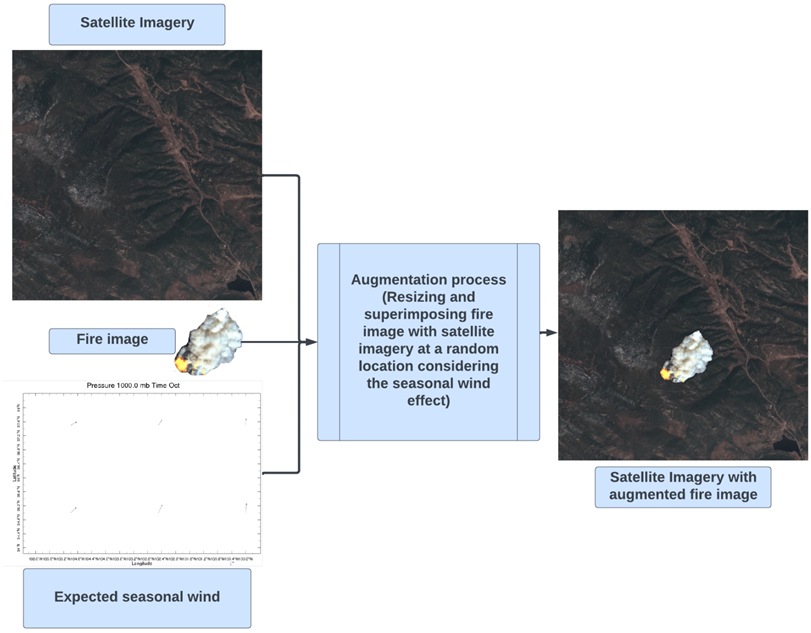 Satellite Imagery
Fire image
Pressure 1000.0 mb Time Oct
Latitude
Longitude
Expected seasonal wind
Augmentation process
(Resizing and
superimposing fire
image with satellite
imagery at a random
location considering
the seasonal wind
effect)
Satellite Imagery with
augmented fire image